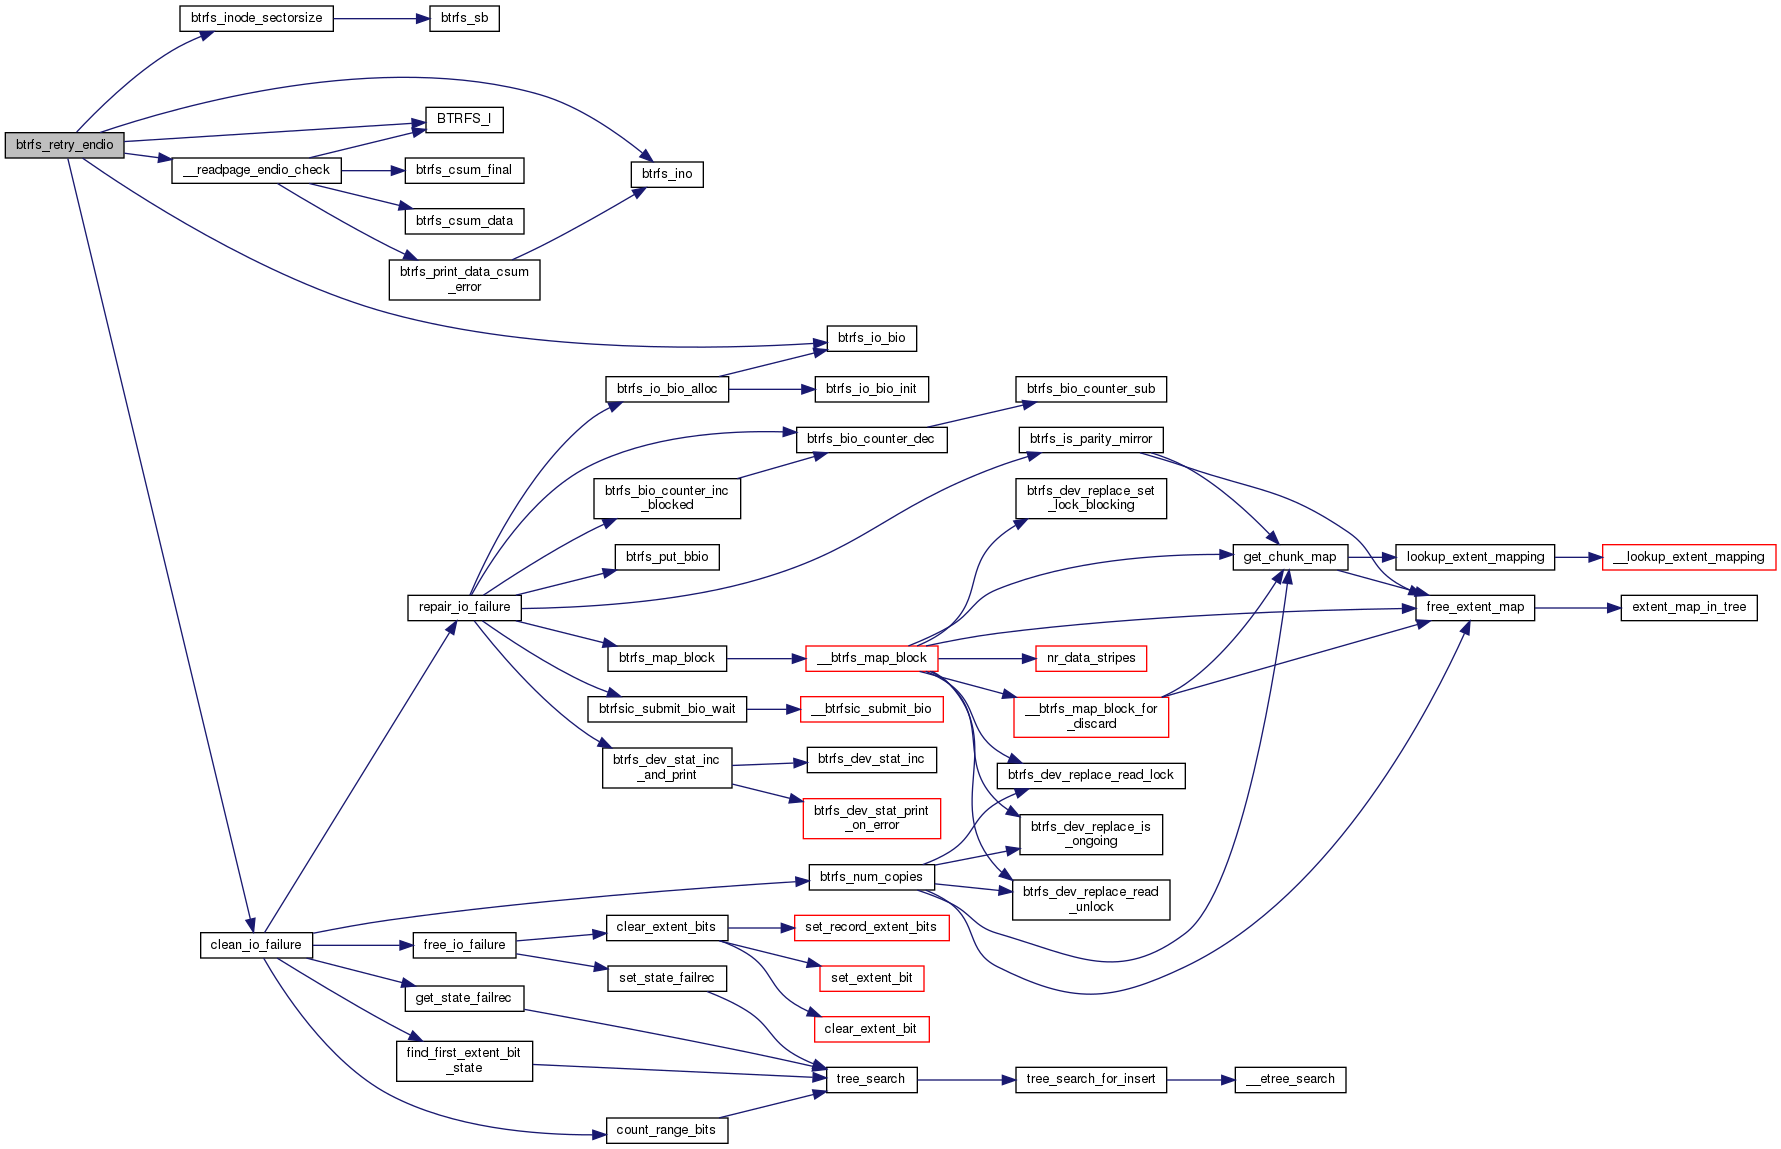 btrfs_inode_sectorsize
btrfs_sb
btrfs_retry_endio
BTRFS_I
__readpage_endio_check
btrfs_csum_final
btrfs_ino
btrfs_csum_data
btrfs_print_data_csum
_error
btrfs_io_bio
btrfs_io_bio_alloc
btrfs_io_bio_init
btrfs_bio_counter_sub
btrfs_bio_counter_dec
btrfs_is_parity_mirror
btrfs_bio_counter_inc
_blocked
btrfs_dev_replace_set
_lock_blocking
btrfs_put_bbio
get_chunk_map
lookup_extent_mapping
__lookup_extent_mapping
repair_io_failure
free_extent_map
extent_map_in_tree
btrfs_map_block
__btrfs_map_block
nr_data_stripes
btrfsic_submit_bio_wait
__btrfsic_submit_bio
__btrfs_map_block_for
_discard
btrfs_dev_stat_inc
_and_print
btrfs_dev_stat_inc
btrfs_dev_replace_read_lock
btrfs_dev_stat_print
_on_error
btrfs_dev_replace_is
_ongoing
btrfs_num_copies
btrfs_dev_replace_read
_unlock
clean_io_failure
free_io_failure
clear_extent_bits
set_record_extent_bits
set_state_failrec
set_extent_bit
get_state_failrec
clear_extent_bit
find_first_extent_bit
_state
tree_search
tree_search_for_insert
__etree_search
count_range_bits